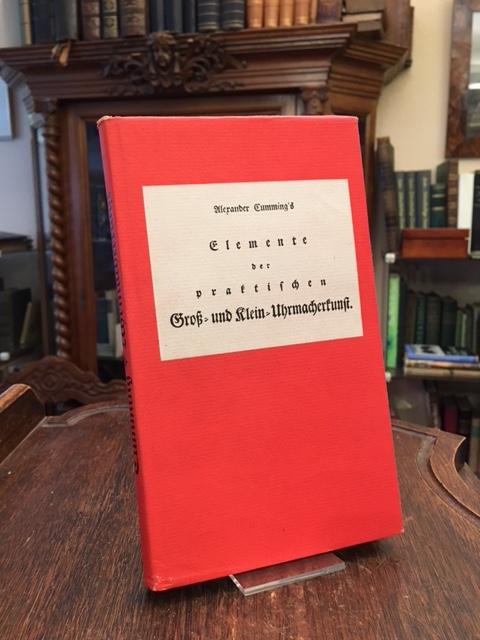 Alexander Cumming's
Elemente
der
praktiſchen
Groß- und Klein-Uhrmacherkunſt.